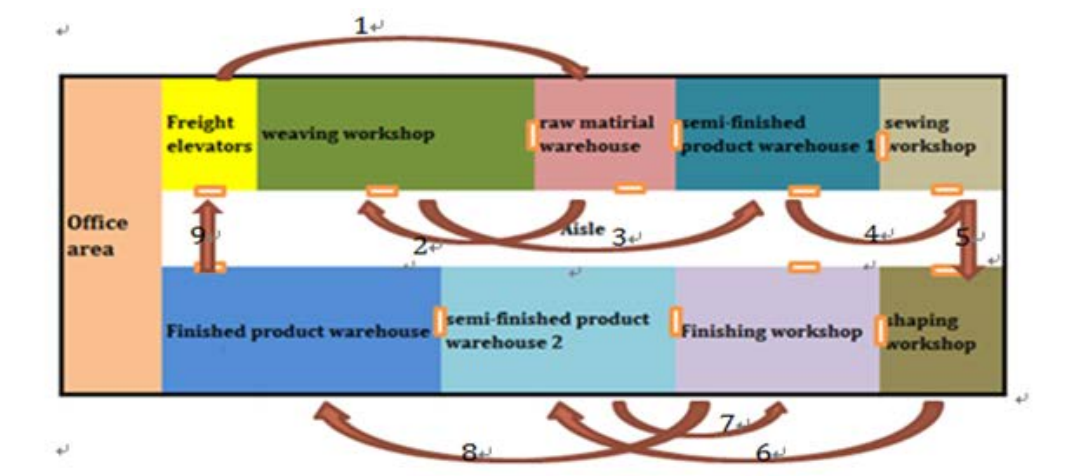 1
Freight
elevators
weaving workshop
raw matirial
warehouse
semi-finished
product warehouse 1
sewing
workshop
Office
area
9
2
Aisle
3
4
5
Finished product warehouse
semi-finished product
warehouse 2
Finishing workshop
shaping
workshop
8
7
6